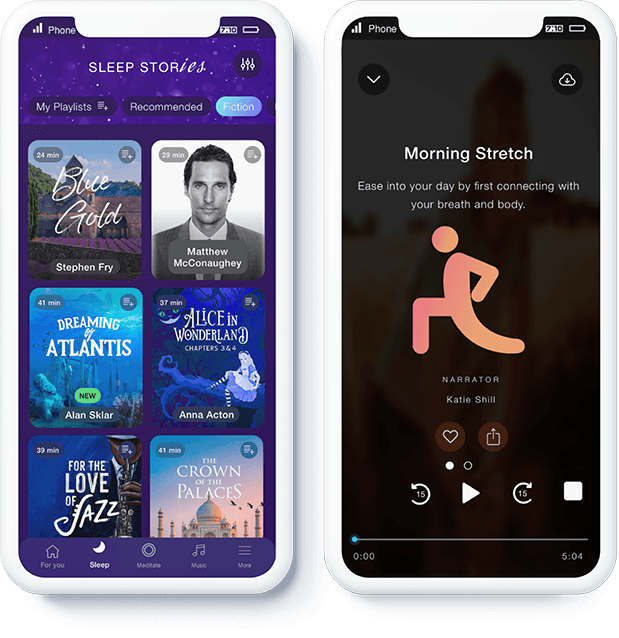 Phone
7:10
SLEEP STORies
My Playlists
Recommended
Fiction
24 min
Blue
Gold
Stephen Fry
29 min
Matthew
McConaughey
41 min
DREAMING
of
ATLANTIS
NEW
Alan Sklar
37 min
ALICE IN
WONDERLAND
CHAPTERS 3 & 4
Anna Acton
39 min
FOR THE
LOVE
OF
JAZZ
41 min
THE
CROWN
OF THE
PALACES
For you
Sleep
Meditate
Music
More
Phone
7:10
Morning Stretch
Ease into your day by first connecting with
your breath and body.
NARRATOR
Katie Shill
15
15
0:00
5:04